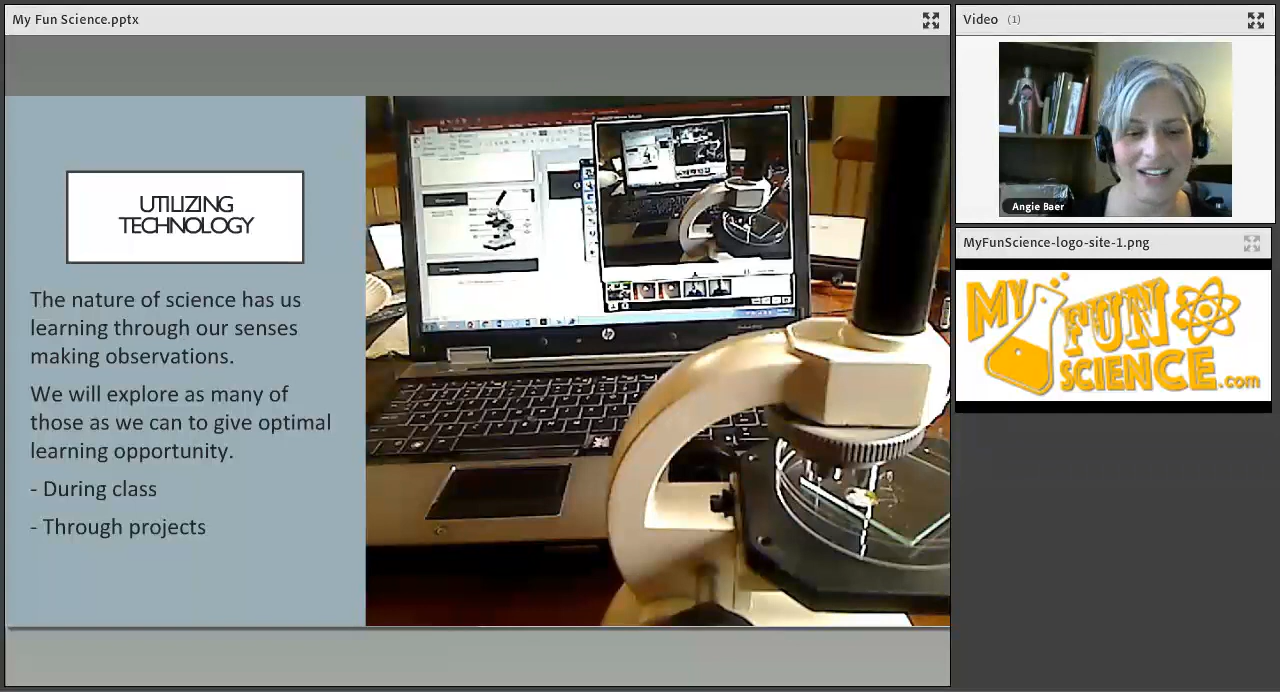 My Fun Science.pptx
UTILIZING
TECHNOLOGY
The nature of science has us
learning through our senses
making observations.
We will explore as many of
those as we can to give optimal
learning opportunity.
- During class
- Through projects
hp
Video (1)
Angie Baer
MyFunScience-logo-site-1.png
MY FUN
SCIENCE.com